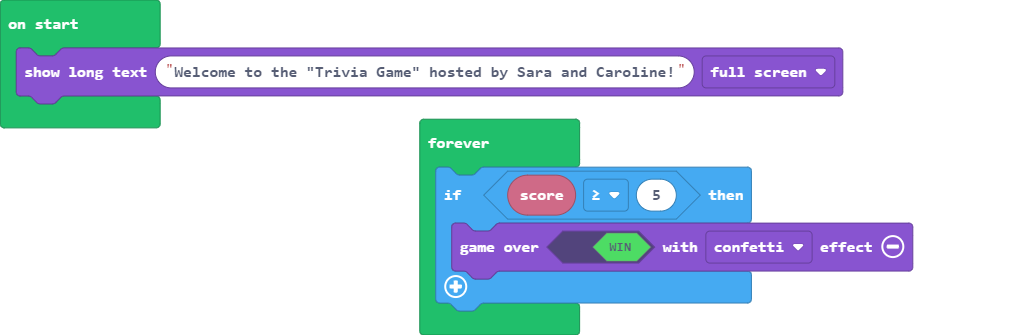 on start
show long text "Welcome to the "Trivia Game" hosted by Sara and Caroline!" full screen
forever
if score ≥ 5 then
game over WIN with confetti effect